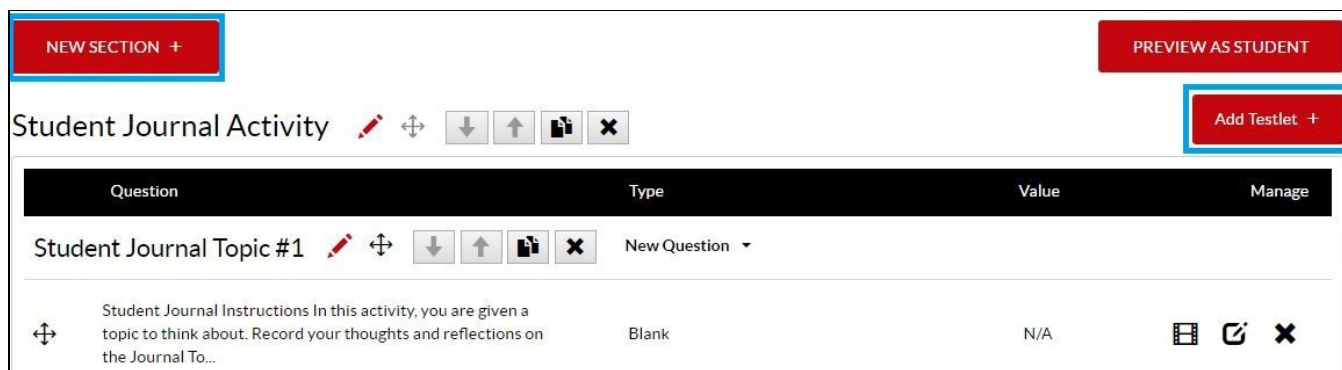 NEW SECTION +
PREVIEW AS STUDENT
Student Journal Activity
Add Testlet +
Question Type Value Manage
Student Journal Topic #1 New Question
Student Journal Instructions In this activity, you are given a
topic to think about. Record your thoughts and reflections on
the Journal To...
Blank
N/A